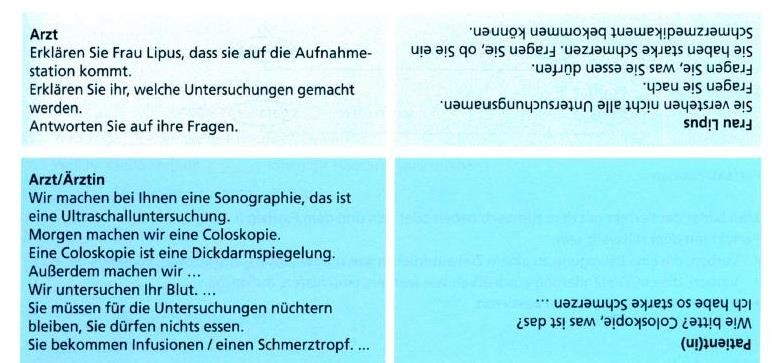 Arzt
Erklären Sie Frau Lipus, dass sie auf die Aufnahme-
station kommt.
Erklären Sie ihr, welche Untersuchungen gemacht
werden.
Antworten Sie auf ihre Fragen.
Frau Lipus
Sie verstehen nicht alle Untersuchungsnamen.
Fragen Sie nach.
Fragen Sie, was Sie essen dürfen.
Sie haben starke Schmerzen. Fragen Sie, ob Sie ein
Schmerzmedikament bekommen können.
Arzt/Ärztin
Wir machen bei Ihnen eine Sonographie, das ist
eine Ultraschalluntersuchung.
Morgen machen wir eine Coloskopie.
Eine Coloskopie ist eine Dickdarmspiegelung.
Außerdem machen wir ...
Wir untersuchen Ihr Blut. ...
Sie müssen für die Untersuchungen nüchtern
bleiben, Sie dürfen nichts essen.
Sie bekommen Infusionen / einen Schmerztropf. ...
Patient(in)
Wie bitte? Coloskopie, was ist das?
Ich habe so starke Schmerzen ...